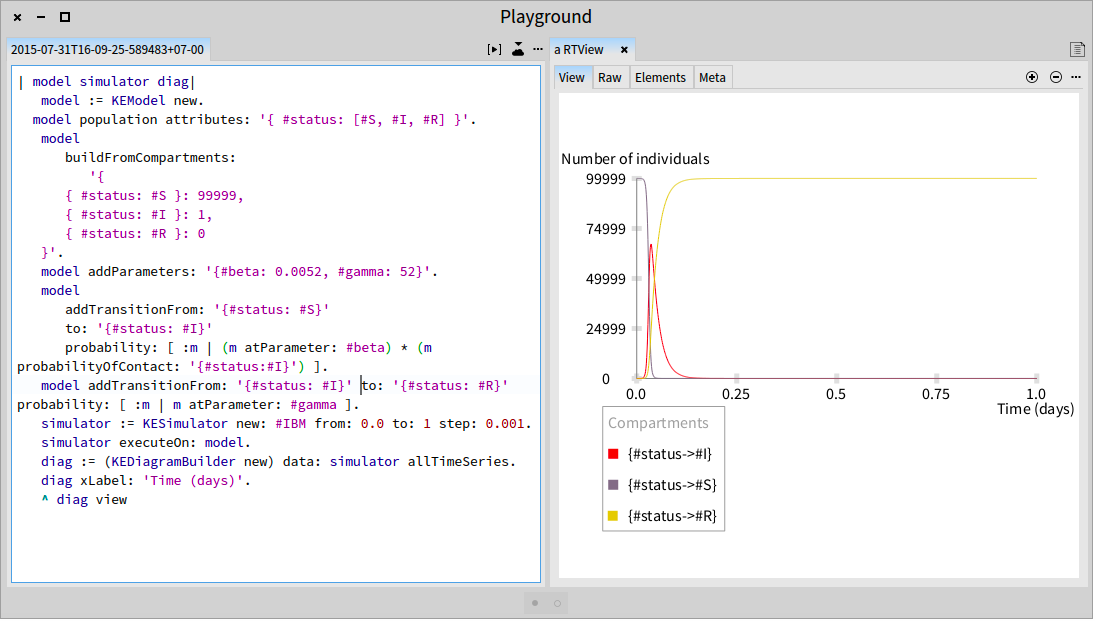 Playground
2015-07-31T16-09-25-589483+07-00
| model simulator diag|
model := KEModel new.
model population attributes: '{ #status: [#S, #I, #R] }'.
model
buildFromCompartments:
'{
{ #status: #S }: 99999,
{ #status: #I }: 1,
{ #status: #R }: 0
}'.
model addParameters: '{#beta: 0.0052, #gamma: 52}'.
model
addTransitionFrom: '{#status: #S}'
to: '{#status: #I}'
probability: [ :m | (m atParameter: #beta) * (m
probabilityOfContact: '{#status:#I}') ].
model addTransitionFrom: '{#status: #I}' to: '{#status: #R}'
probability: [ :m | m atParameter: #gamma ].
simulator := KESimulator new: #IBM from: 0.0 to: 1 step: 0.001.
simulator executeOn: model.
diag := (KEDiagramBuilder new) data: simulator allTimeSeries.
diag xLabel: 'Time (days)'.
^ diag view
a RTView
View Raw Elements Meta
Number of individuals
99999
74999
49999
24999
0
0.0 0.25 0.5 0.75 1.0
Time (days)
Compartments
{#status->#I}
{#status->#S}
{#status->#R}